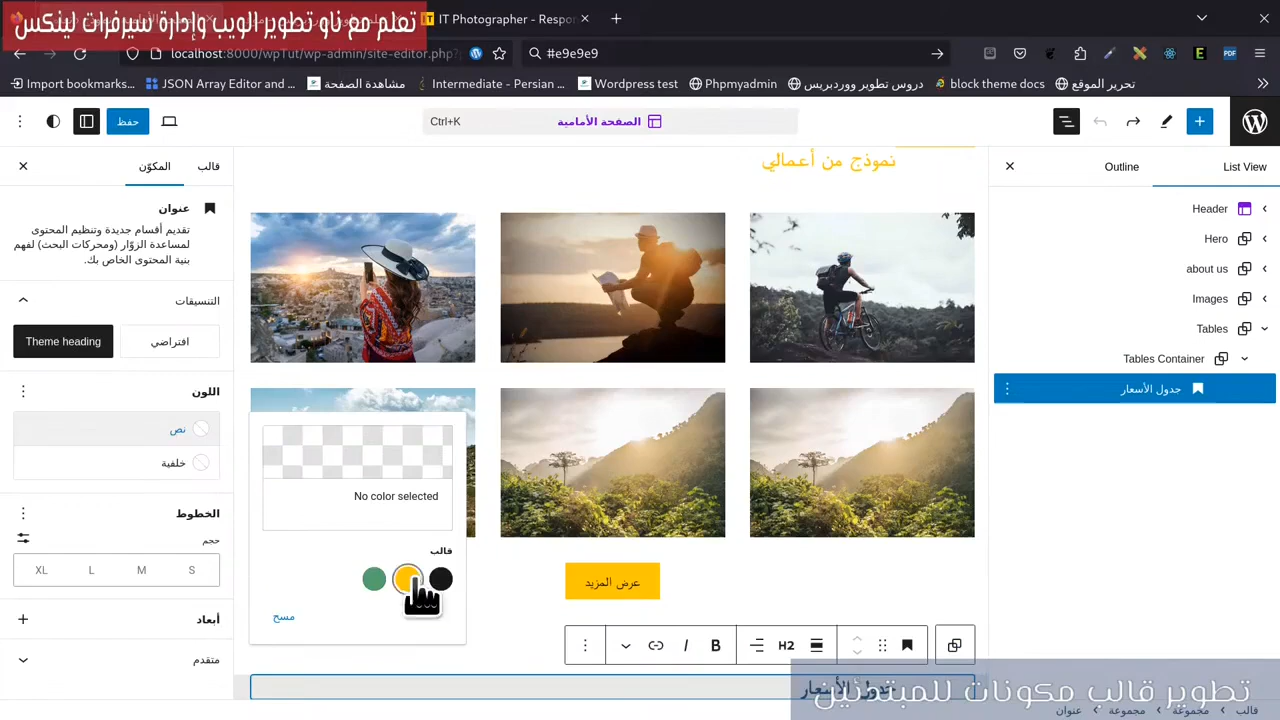 تعلم مع ناو تطوير الويب وإدارة سيرفرات لينكس
IT Photographer - Respon
localhost:8000/wpTut/wp-admin/site-editor.php?
#e9e9e9
Import bookmarks...
JSON Array Editor and ...
مشاهدة الصفحة
Intermediate - Persian ...
Wordpress test
Phpmyadmin
دروس تطوير ووردبريس
block theme documents
تحرير الموقع
حفظ
Ctrl+K
الصفحة الأمامية
قالب
المكوّن
عنوان
تقديم أقسام جديدة وتنظيم المحتوى
لمساعدة الزوّار (ومحركات البحث) لفهم
بنية المحتوى الخاص بك.
التنسيقات
Theme heading
افتراضي
اللون
نص
خلفية
الخطوط
حجم
XL L M S
أبعاد
متقدم
نموذج من أعمالي
No color selected
قالب
مسح
عرض المزيد
H2
B I
جدول الأسعار
Outline
List View
Header
Hero
about us
Images
Tables
Tables Container
جدول الأسعار
تطوير قالب مكونات للمبتدئين
قالب
مجموعة
مجموعة
عنوان